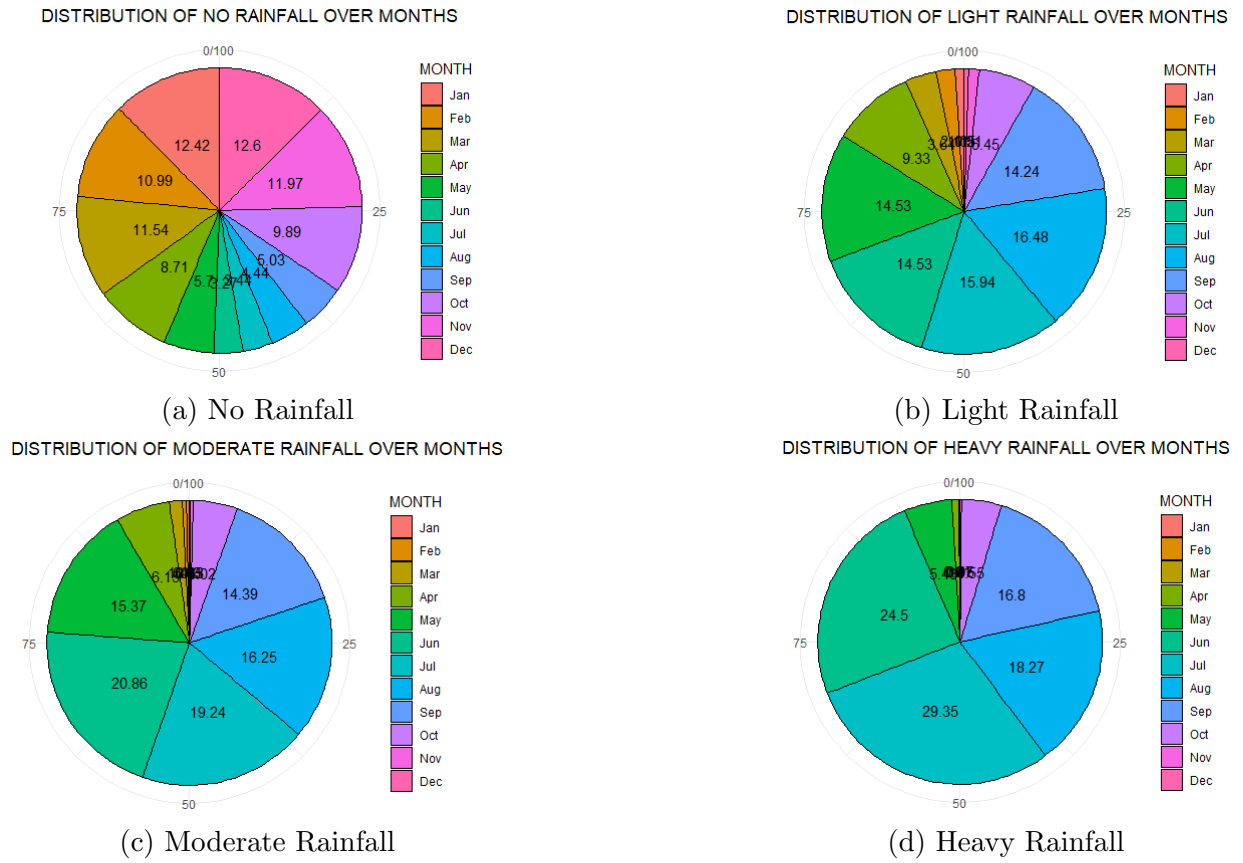 DISTRIBUTION OF NO RAINFALL OVER MONTHS
0/100
12.42
12.6
10.99
11.97
75
25
11.54
9.89
8.71
5.03
4.44
5.7
3.27
50
MONTH
Jan
Feb
Mar
Apr
May
Jun
Jul
Aug
Sep
Oct
Nov
Dec
(a) No Rainfall
DISTRIBUTION OF LIGHT RAINFALL OVER MONTHS
0/100
9.33
14.24
14.53
75
25
16.48
14.53
15.94
50
MONTH
Jan
Feb
Mar
Apr
May
Jun
Jul
Aug
Sep
Oct
Nov
Dec
(b) Light Rainfall
DISTRIBUTION OF MODERATE RAINFALL OVER MONTHS
0/100
15.37
14.39
75
25
16.25
20.86
19.24
50
MONTH
Jan
Feb
Mar
Apr
May
Jun
Jul
Aug
Sep
Oct
Nov
Dec
(c) Moderate Rainfall
DISTRIBUTION OF HEAVY RAINFALL OVER MONTHS
0/100
24.5
16.8
75
25
18.27
29.35
50
MONTH
Jan
Feb
Mar
Apr
May
Jun
Jul
Aug
Sep
Oct
Nov
Dec
(d) Heavy Rainfall